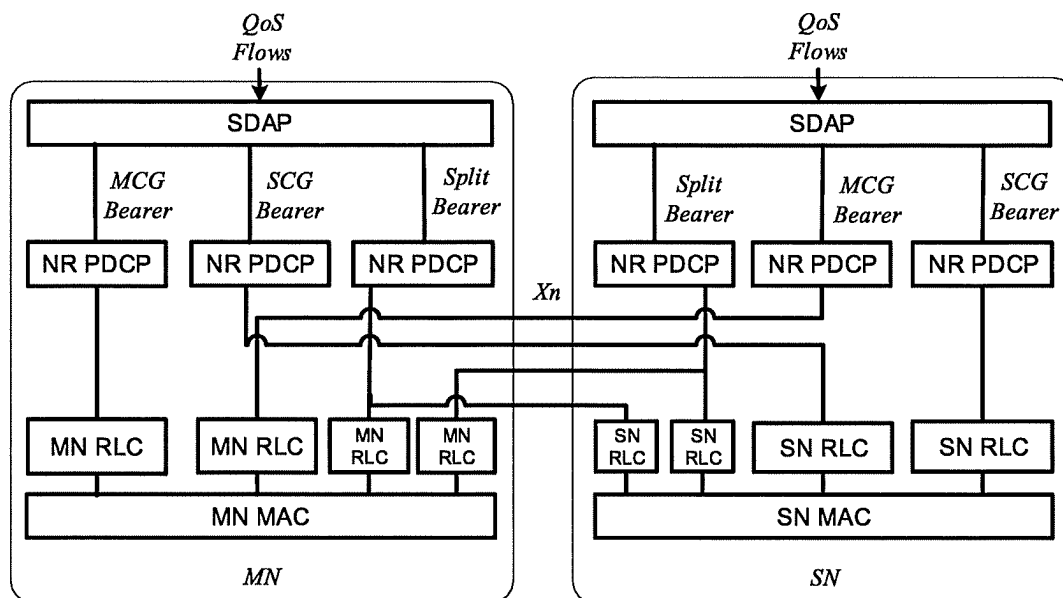 QoS
Flows
QoS
Flows
SDAP
SDAP
MCG
Bearer
SCG
Bearer
Split
Bearer
Split
Bearer
MCG
Bearer
SCG
Bearer
NR PDCP
NR PDCP
NR PDCP
NR PDCP
NR PDCP
NR PDCP
Xn
MN RLC
MN RLC
MN
RLC
MN
RLC
SN
RLC
SN
RLC
SN RLC
SN RLC
MN MAC
SN MAC
MN
SN